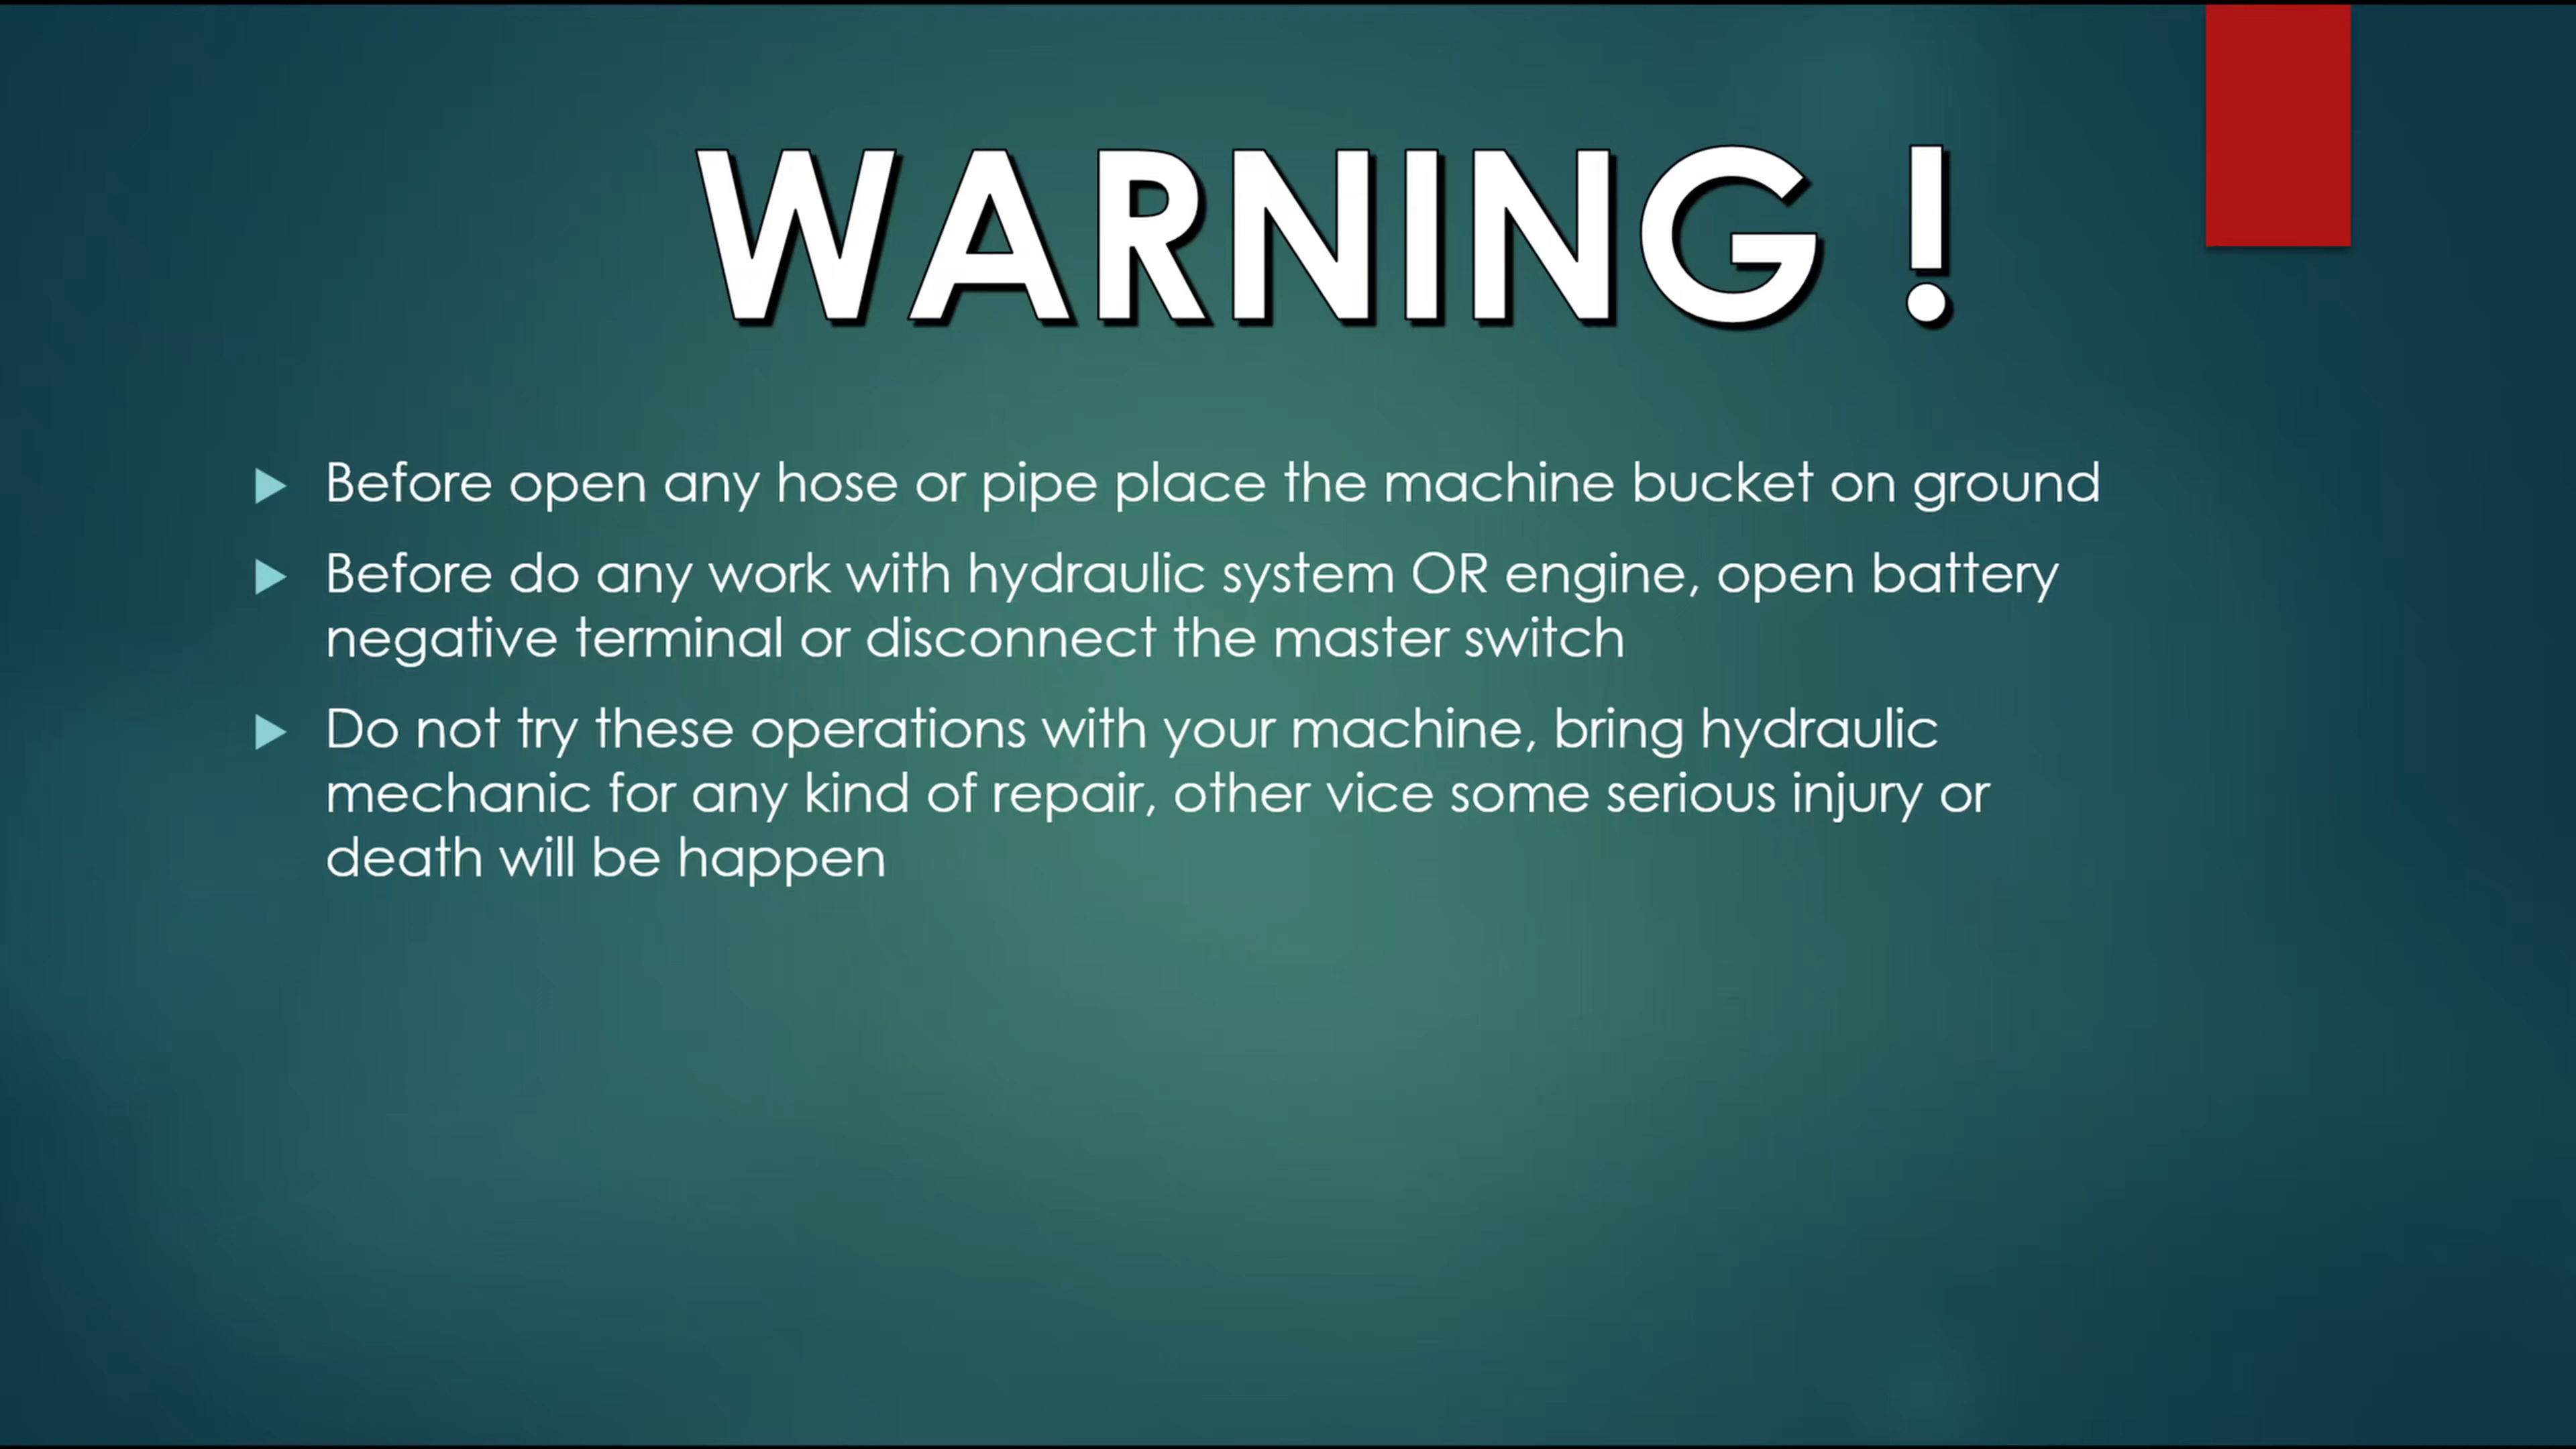 WARNING !
Before open any hose or pipe place the machine bucket on ground
Before do any work with hydraulic system OR engine, open battery
negative terminal or disconnect the master switch
Do not try these operations with your machine, bring hydraulic
mechanic for any kind of repair, other vice some serious injury or
death will be happen